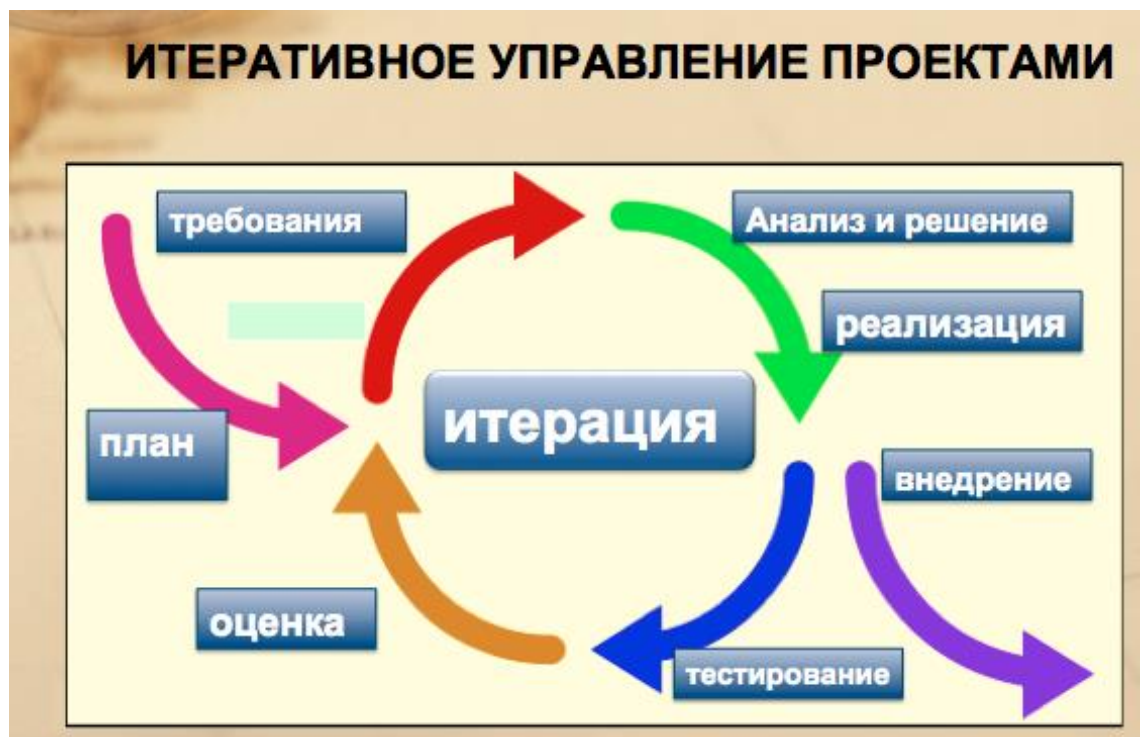 ИТЕРАТИВНОЕ УПРАВЛЕНИЕ ПРОЕКТАМИ
требования
Анализ и решение
реализация
итерация
план
внедрение
оценка
тестирование